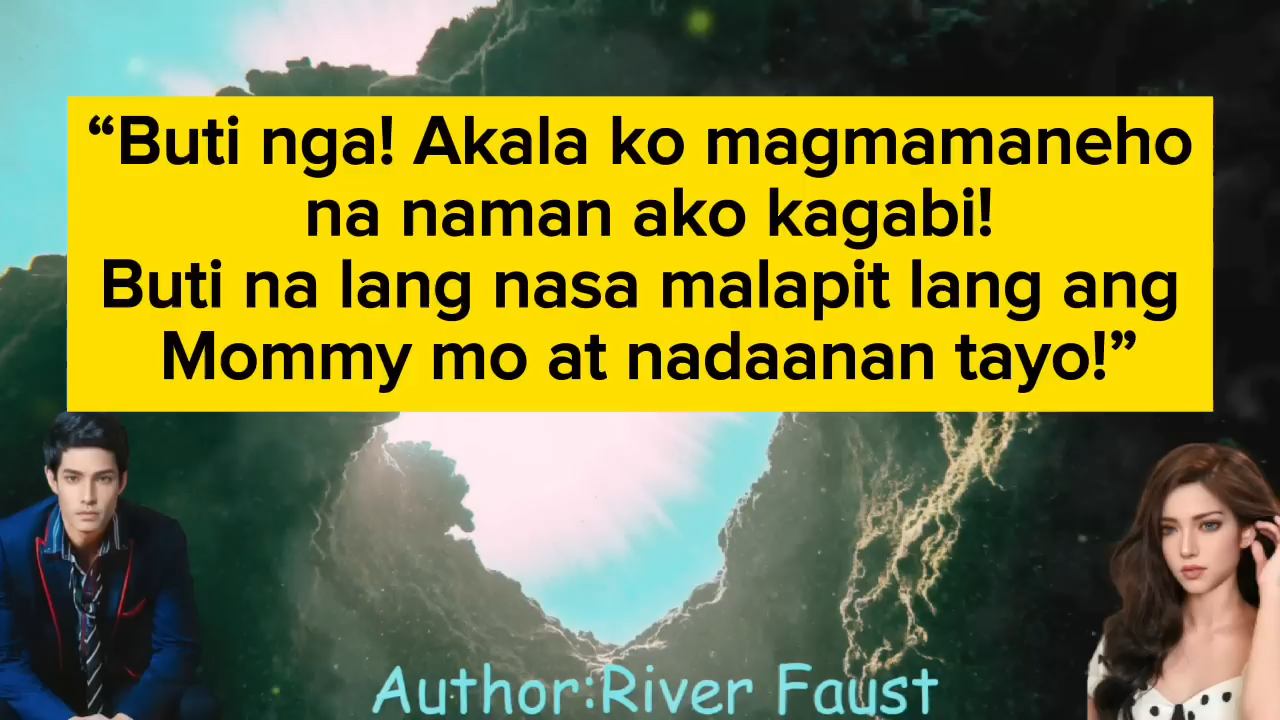 “Buti nga! Akala ko magmamaneho
na naman ako kagabi!
Buti na lang nasa malapit lang ang
Mommy mo at nadaanan tayo!”
Author:River Faust